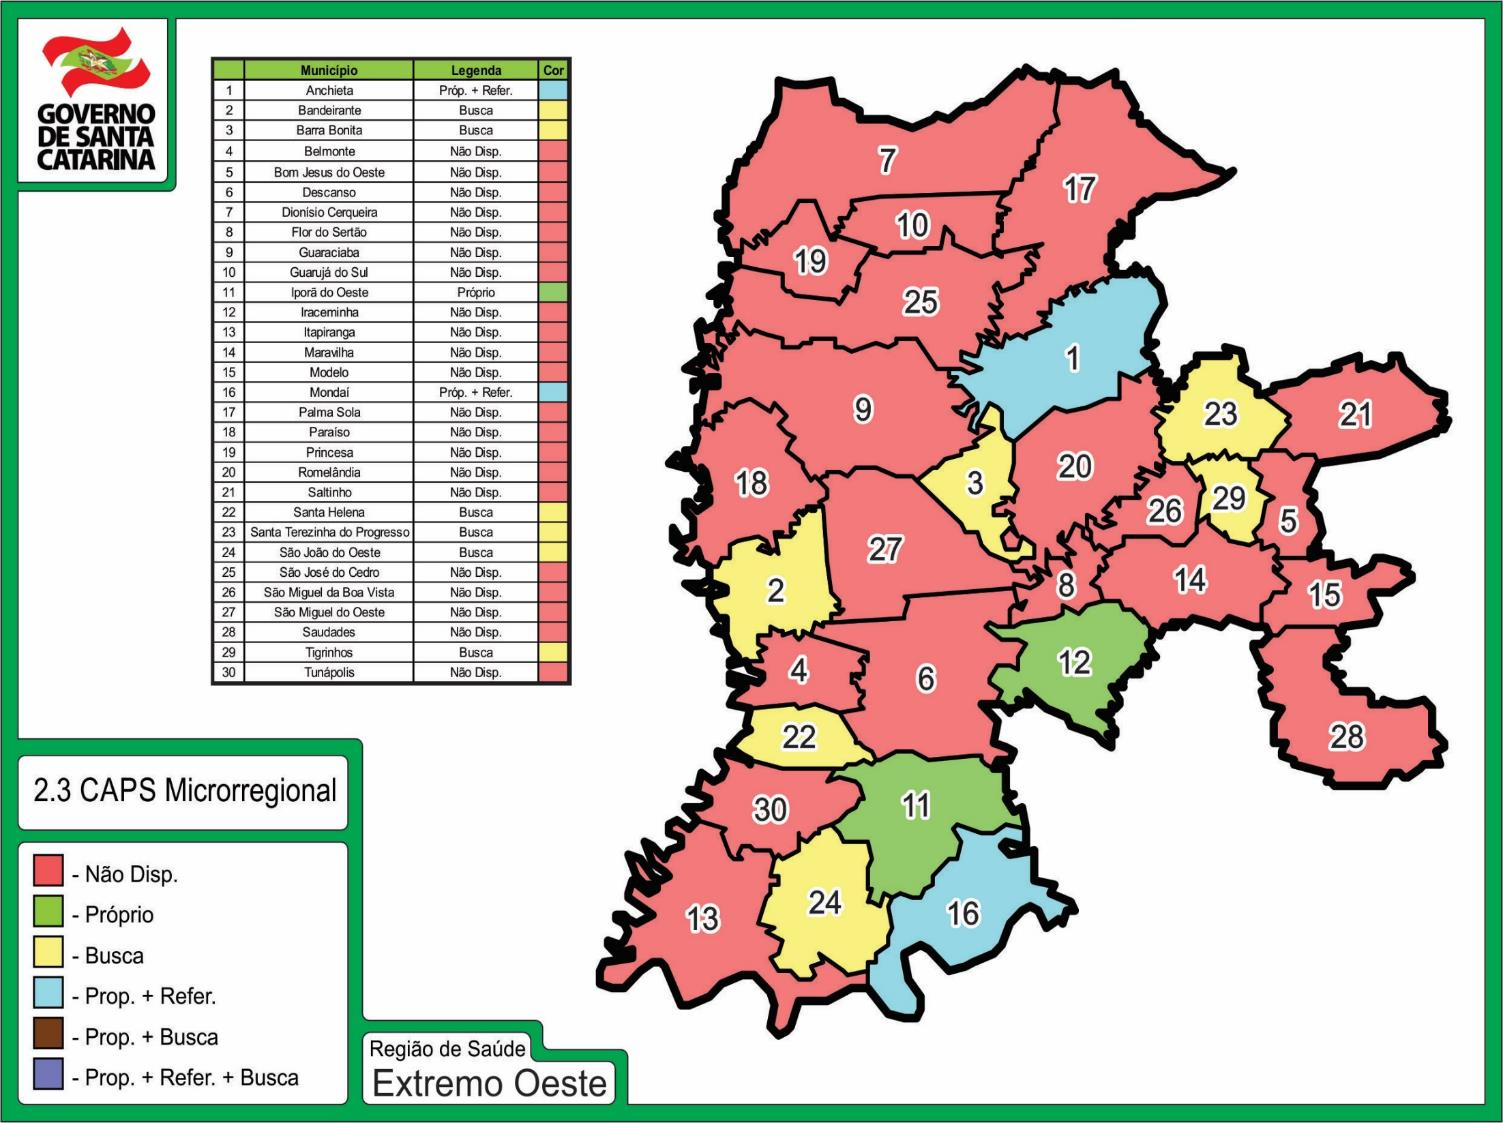 GOVERNO
DE SANTA
CATARINA
Município Legenda Cor
1 Anchieta Próp. + Refer.
2 Bandeirante Busca
3 Barra Bonita Busca
4 Belmonte Não Disp.
5 Bom Jesus do Oeste Não Disp.
6 Descanso Não Disp.
7 Dionísio Cerqueira Não Disp.
8 Flor do Sertão Não Disp.
9 Guaraciaba Não Disp.
10 Guarujá do Sul Não Disp.
11 Iporã do Oeste Próprio
12 Iraceminha Não Disp.
13 Itapiranga Não Disp.
14 Maravilha Não Disp.
15 Modelo Não Disp.
16 Mondaí Próp. + Refer.
17 Palma Sola Não Disp.
18 Paraíso Não Disp.
19 Princesa Não Disp.
20 Romelândia Não Disp.
21 Saltinho Não Disp.
22 Santa Helena Busca
23 Santa Terezinha do Progresso Busca
24 São João do Oeste Busca
25 São José do Cedro Não Disp.
26 São Miguel da Boa Vista Não Disp.
27 São Miguel do Oeste Não Disp.
28 Saudades Não Disp.
29 Tigrinhos Busca
30 Tunápolis Não Disp.
7
17
10
19
25
1
9
23
21
20
3
18
29
26
5
27
8
14
2
15
12
4
6
22
28
11
30
24
16
13
2.3 CAPS Microrregional
- Não Disp.
- Próprio
- Busca
- Prop. + Refer.
- Prop. + Busca
- Prop. + Refer. + Busca
Região de Saúde
Extremo Oeste